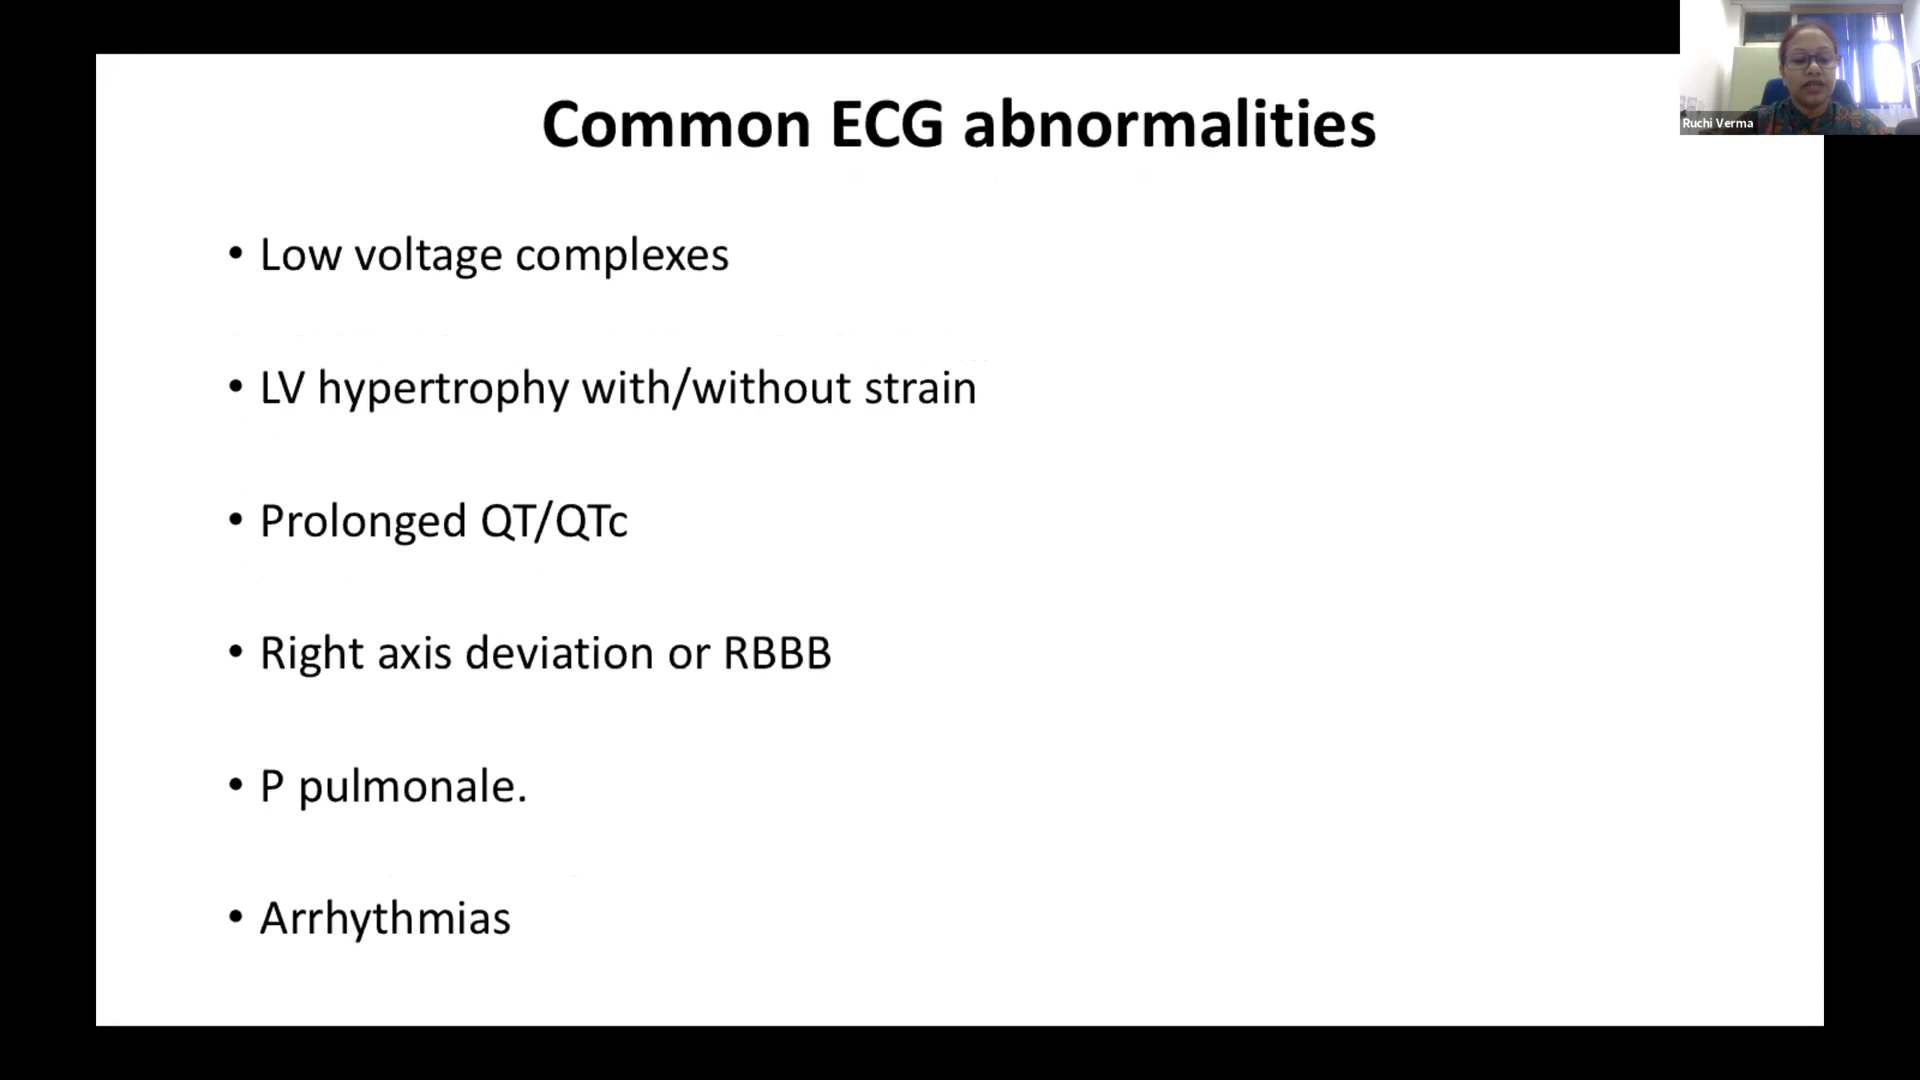 Common ECG abnormalities
Ruchi Verma
• Low voltage complexes
• LV hypertrophy with/without strain
• Prolonged QT/QTc
• Right axis deviation or RBBB
• P pulmonale.
• Arrhythmias